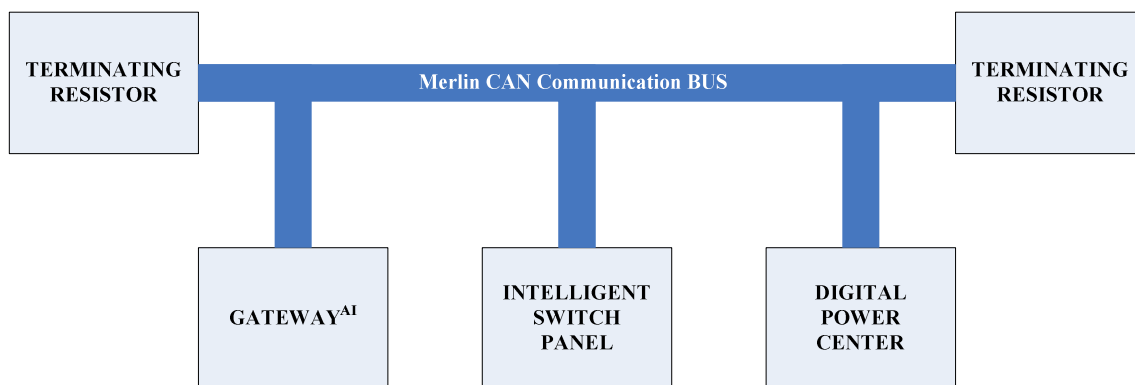 TERMINATING
RESISTOR
Merlin CAN Communication BUS
TERMINATING
RESISTOR
GATEWAYᴬᴵ
INTELLIGENT
SWITCH
PANEL
DIGITAL
POWER
CENTER